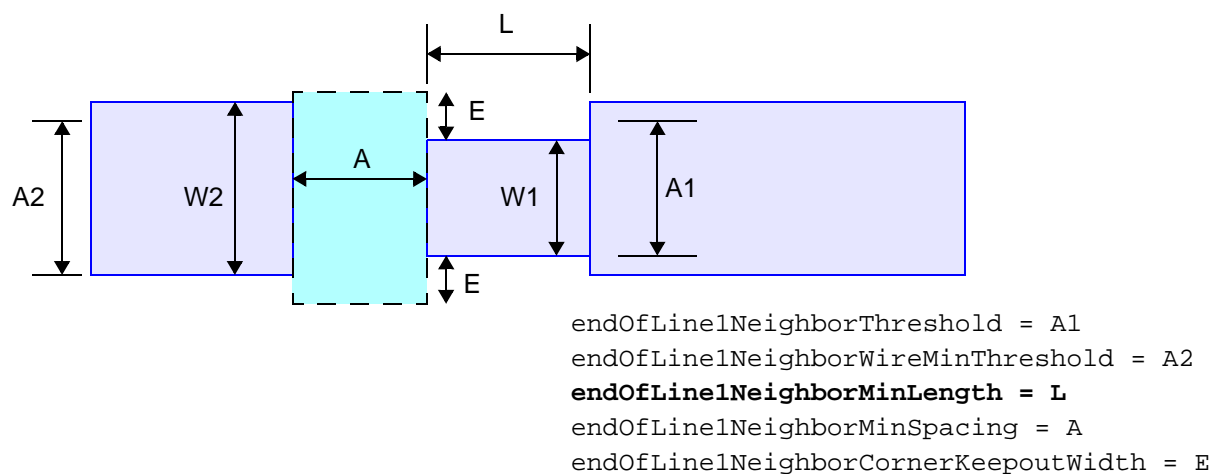 L
E
A
A2
W2
W1
A1
E
endOfLine1NeighborThreshold = A1
endOfLine1NeighborWireMinThreshold = A2
endOfLine1NeighborMinLength = L
endOfLine1NeighborMinSpacing = A
endOfLine1NeighborCornerKeepoutWidth = E